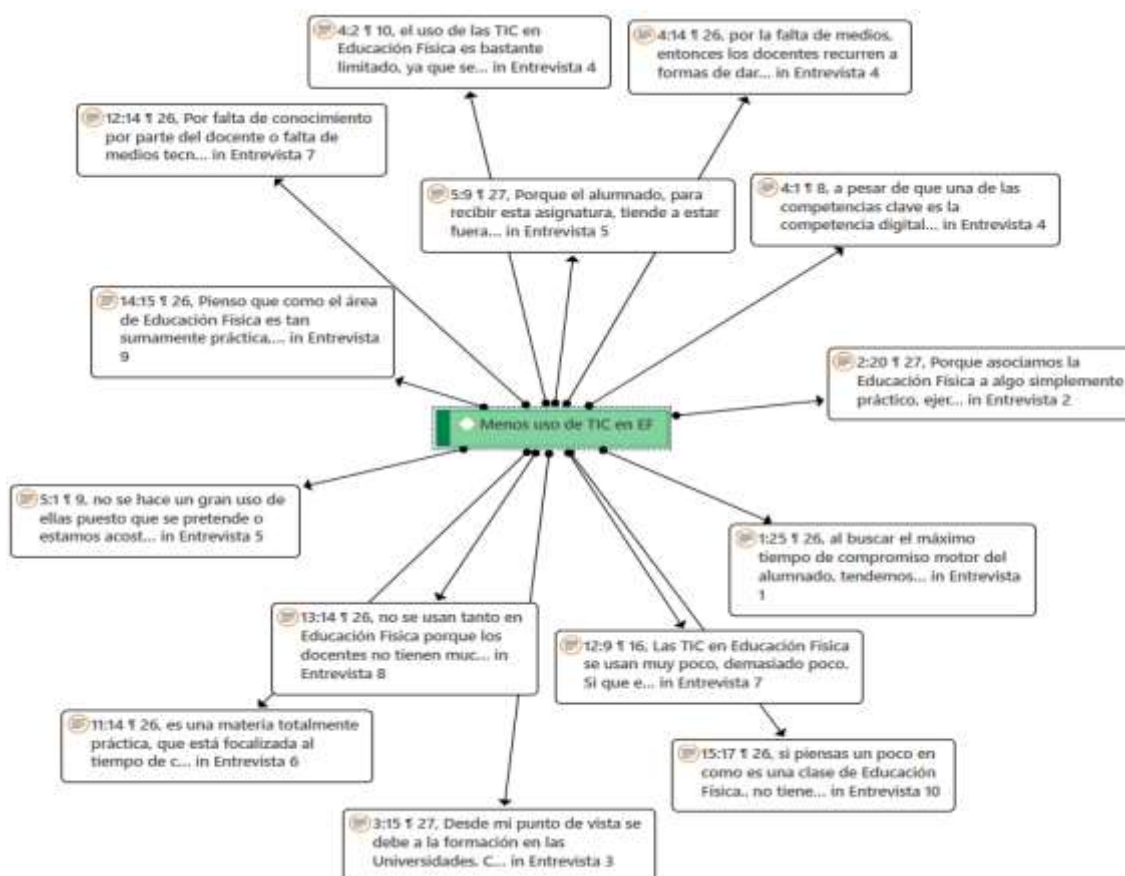 4:2 ¶ 10, el uso de las TIC en
Educación Física es bastante
limitado, ya que se... in Entrevista 4
4:14 ¶ 26, por la falta de medios,
entonces los docentes recurren a
formas de dar... in Entrevista 4
12:14 ¶ 26, Por falta de conocimiento
por parte del docente o falta de
medios tecn... in Entrevista 7
5:9 ¶ 27, Porque el alumnado, para
recibir esta asignatura, tiende a estar
fuera... in Entrevista 5
4:1 ¶ 8, a pesar de que una de las
competencias clave es la
competencia digital... in Entrevista 4
14:15 ¶ 26, Pienso que como el área
de Educación Física es tan
sumamente práctica,... in Entrevista
9
2:20 ¶ 27, Porque asociamos la
Educación Física a algo simplemente
práctico, ejer... in Entrevista 2
Menos uso de TIC en EF
5:1 ¶ 9, no se hace un gran uso de
ellas puesto que se pretende o
estamos acost... in Entrevista 5
1:25 ¶ 26, al buscar el máximo
tiempo de compromiso motor del
alumnado, tendemos... in Entrevista
1
13:14 ¶ 26, no se usan tanto en
Educación Física porque los
docentes no tienen muc... in
Entrevista 8
12:9 ¶ 16, Las TIC en Educación Física
se usan muy poco, demasiado poco.
Si que e... in Entrevista 7
11:14 ¶ 26, es una materia totalmente
práctica, que está focalizada al
tiempo de c... in Entrevista 6
15:17 ¶ 26, si piensas un poco en
como es una clase de Educación
Física., no tiene... in Entrevista 10
3:15 ¶ 27, Desde mi punto de vista se
debe a la formación en las
Universidades. C... in Entrevista 3